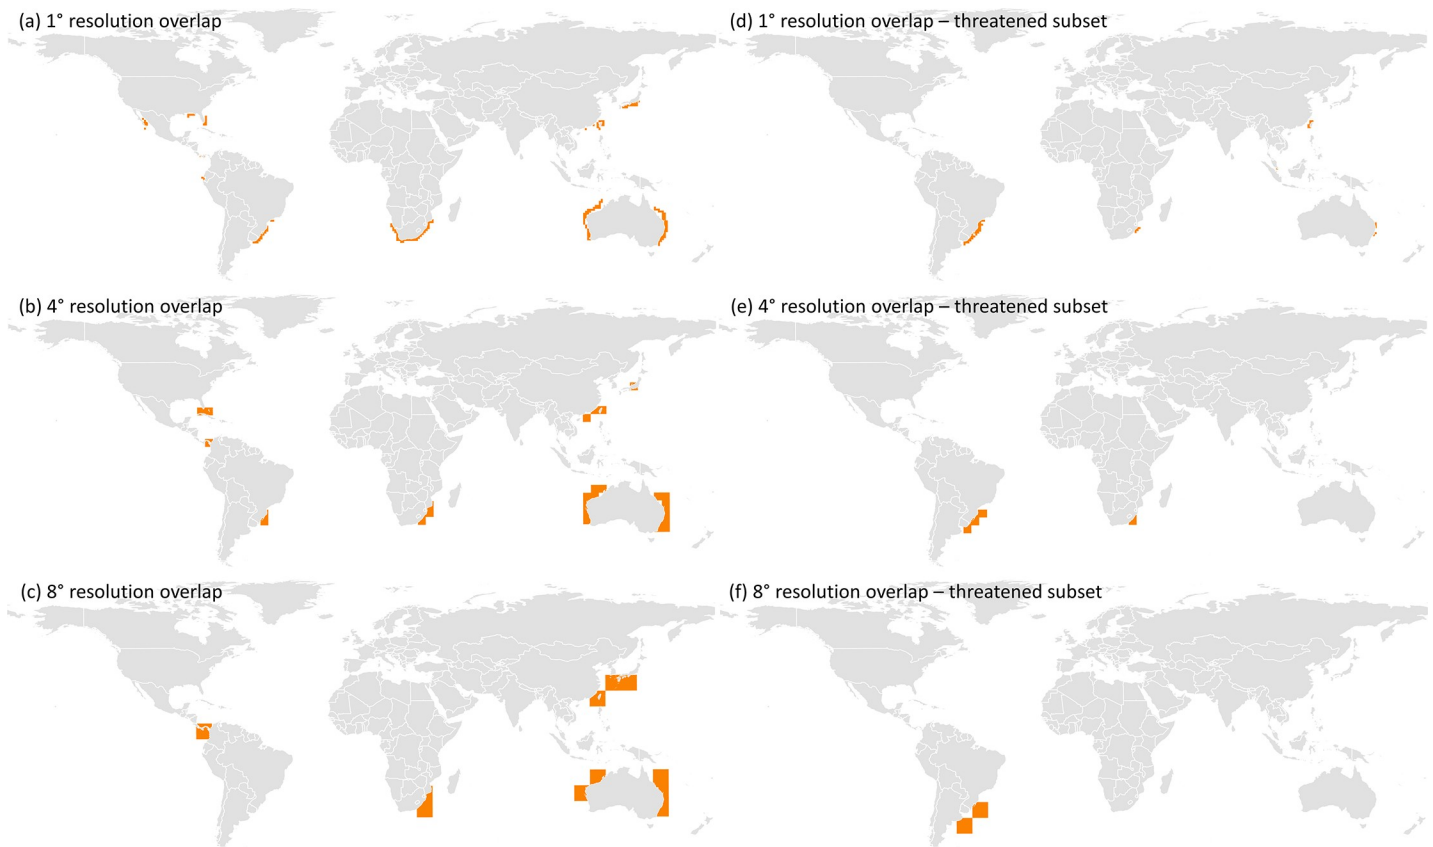 (a) 1° resolution overlap
(d) 1° resolution overlap – threatened subset
(b) 4° resolution overlap
(e) 4° resolution overlap – threatened subset
(c) 8° resolution overlap
(f) 8° resolution overlap – threatened subset